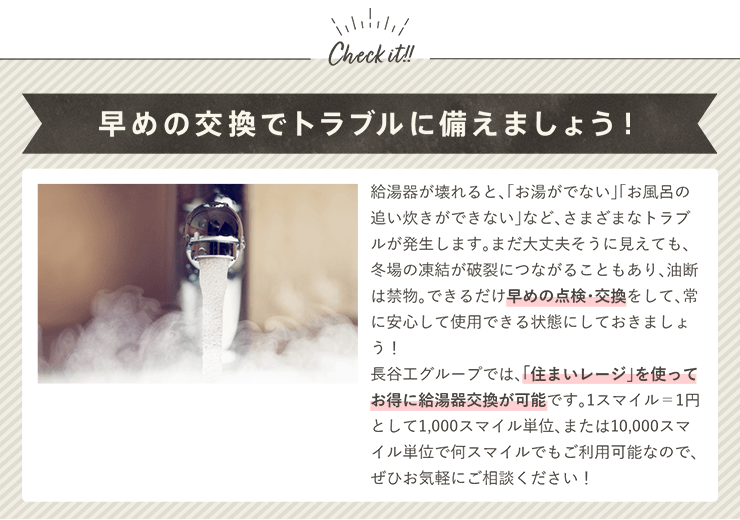 Check it!!
早めの交換でトラブルに備えましょう！
給湯器が壊れると、「お湯がでない」「お風呂の
追い炊きができない」など、さまざまなトラブ
ルが発生します。まだ大丈夫そうに見えても、
冬場の凍結が破裂につながることもあり、油断
は禁物。できるだけ早めの点検・交換をして、常
に安心して使用できる状態にしておきましょ
う！
長谷工グループでは、「住まいレージ」を使って
お得に給湯器交換が可能です。1スマイル＝1円
として1,000スマイル単位、または10,000スマ
イル単位で何スマイルでもご利用可能なので、
ぜひお気軽にご相談ください！